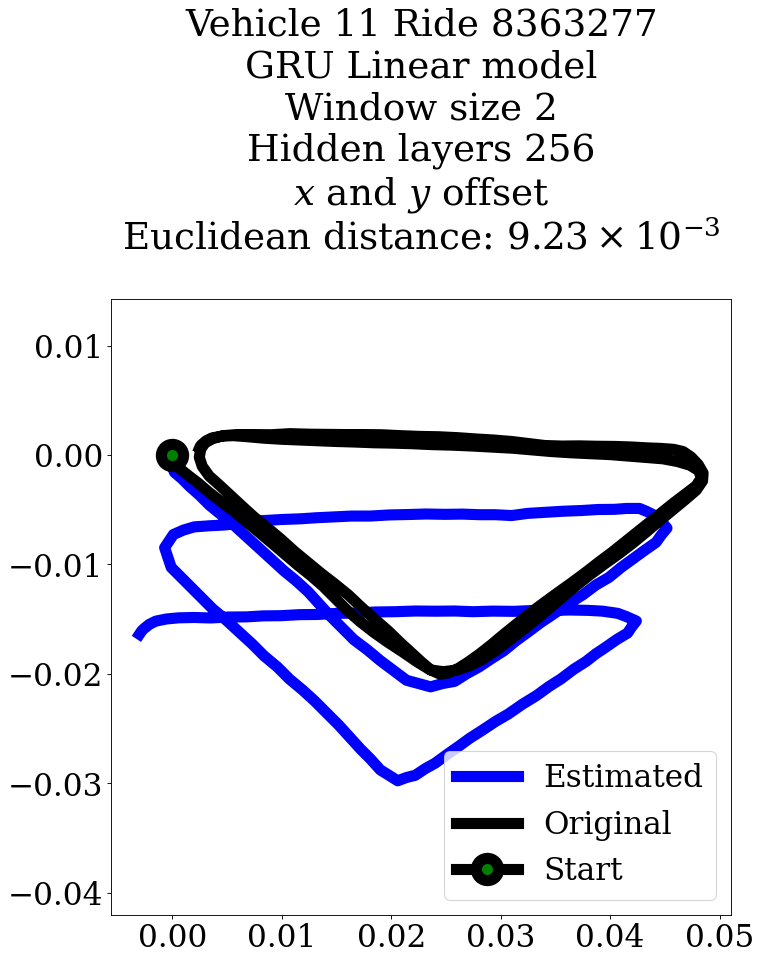 Vehicle 11 Ride 8363277
GRU Linear model
Window size 2
Hidden layers 256
x and y offset
Euclidean distance: 9.23 × 10⁻³
0.01
0.00
−0.01
−0.02
−0.03
−0.04
Estimated
Original
Start
0.00 0.01 0.02 0.03 0.04 0.05